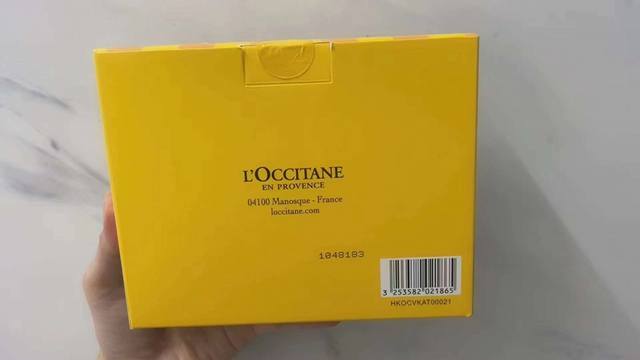 L'OCCITANE
EN PROVENCE
04100 Manosque - France
loccitane.com
1048183
3 253582 021865
HKOCVKAT00021